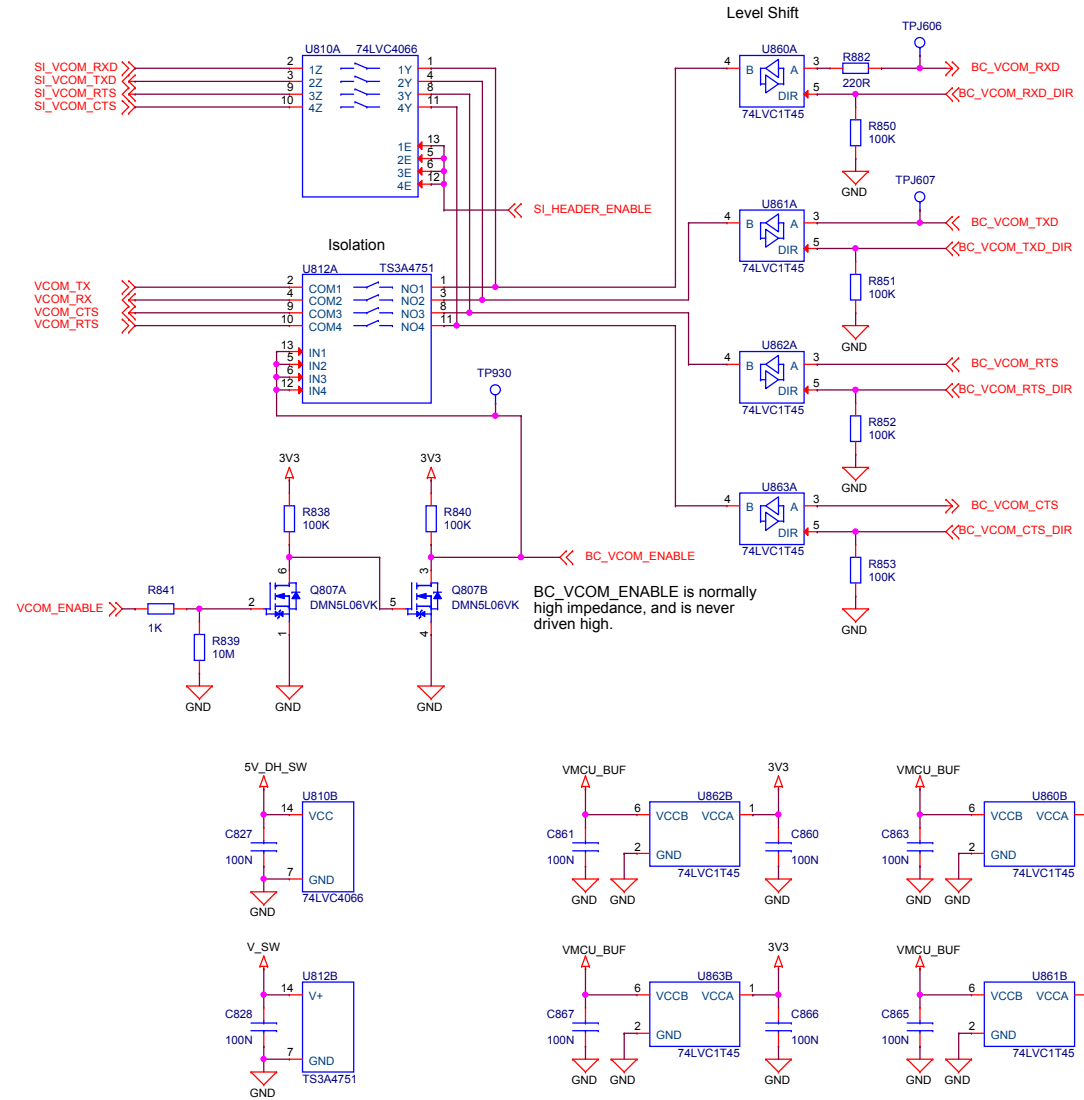 Level Shift
TPJ606
U810A 74LVC4066
U860A
R882
SI_VCOM_RXD 2 1Z 1Y 1
4 B A 3 220R BC_VCOM_RXD
SI_VCOM_TXD 3 2Z 2Y 4
SI_VCOM_RTS 9 3Z 3Y 8
DIR 5 BC_VCOM_RXD_DIR
SI_VCOM_CTS 10 4Z 4Y 11
74LVC1T45
R850
100K
1E 13
2E 5
3E 6
4E 12
GND
TPJ607
SI_HEADER_ENABLE
U861A
4 B A 3 BC_VCOM_TXD
DIR 5 BC_VCOM_TXD_DIR
74LVC1T45
R851
100K
GND
Isolation
U812A TS3A4751
VCOM_TX 2 COM1 NO1 1
VCOM_RX 4 COM2 NO2 3
VCOM_CTS 9 COM3 NO3 8
VCOM_RTS 10 COM4 NO4 11
13 IN1
5 IN2
6 IN3
12 IN4
TP930
U862A
4 B A 3 BC_VCOM_RTS
DIR 5 BC_VCOM_RTS_DIR
74LVC1T45
R852
100K
GND
3V3 3V3
R838
100K
R840
100K
U863A
4 B A 3 BC_VCOM_CTS
DIR 5 BC_VCOM_CTS_DIR
74LVC1T45
R853
100K
GND
BC_VCOM_ENABLE
6 3
Q807A
DMN5L06VK
Q807B
DMN5L06VK
BC_VCOM_ENABLE is normally
high impedance, and is never
driven high.
VCOM_ENABLE
R841
1K
2 5
R839
10M
1 4
GND GND GND
5V_DH_SW
U810B
14 VCC
C827
100N
7 GND
74LVC4066
GND
VMCU_BUF 3V3
U862B
6 VCCB VCCA 1
C861
100N
C860
100N
2 GND
74LVC1T45
GND GND GND
VMCU_BUF
U860B
6 VCCB VCCA
C863
100N
2 GND
74LVC1T45
GND GND
V_SW
U812B
14 V+
C828
100N
7 GND
TS3A4751
GND
VMCU_BUF 3V3
U863B
6 VCCB VCCA 1
C867
100N
C866
100N
2 GND
74LVC1T45
GND GND GND
VMCU_BUF
U861B
6 VCCB VCCA
C865
100N
2 GND
74LVC1T45
GND GND